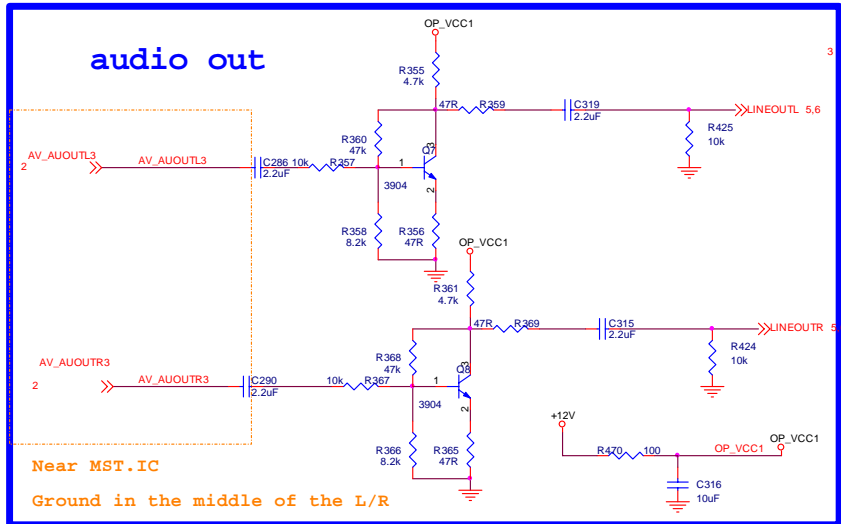 OP_VCC1
audio out
3
R355
4.7k
47R R359
C319
2.2uF
LINEOUTL 5,6
R360
47k
Q7
3
R425
10k
AV_AUOUTL3
2
AV_AUOUTL3
C286 10k R357
2.2uF
1
3904
2
R358
8.2k
R356
47R
OP_VCC1
R361
4.7k
47R R369
C315
2.2uF
LINEOUTR 5
R368
47k
Q8
3
R424
10k
AV_AUOUTR3
2
AV_AUOUTR3
C290
2.2uF
10k R367
1
3904
2
R366
8.2k
R365
47R
+12V
R470 100
OP_VCC1
OP_VCC1
C316
10uF
Near MST.IC
Ground in the middle of the L/R